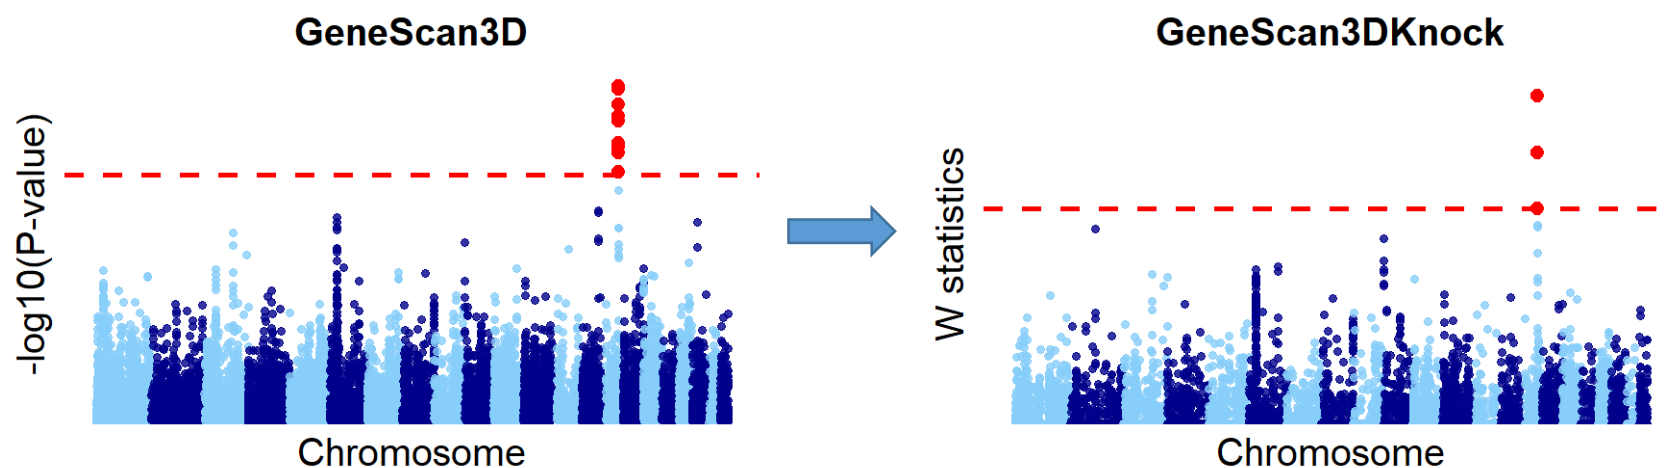 GeneScan3D
GeneScan3DKnock
-log10(P-value)
W statistics
Chromosome
Chromosome